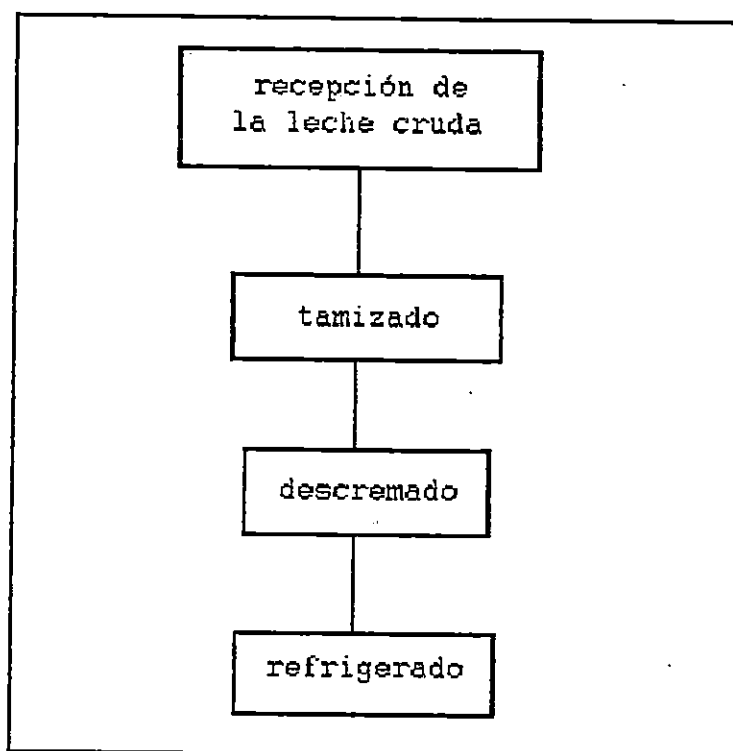 recepción de
la leche cruda
tamizado
descremado
refrigerado